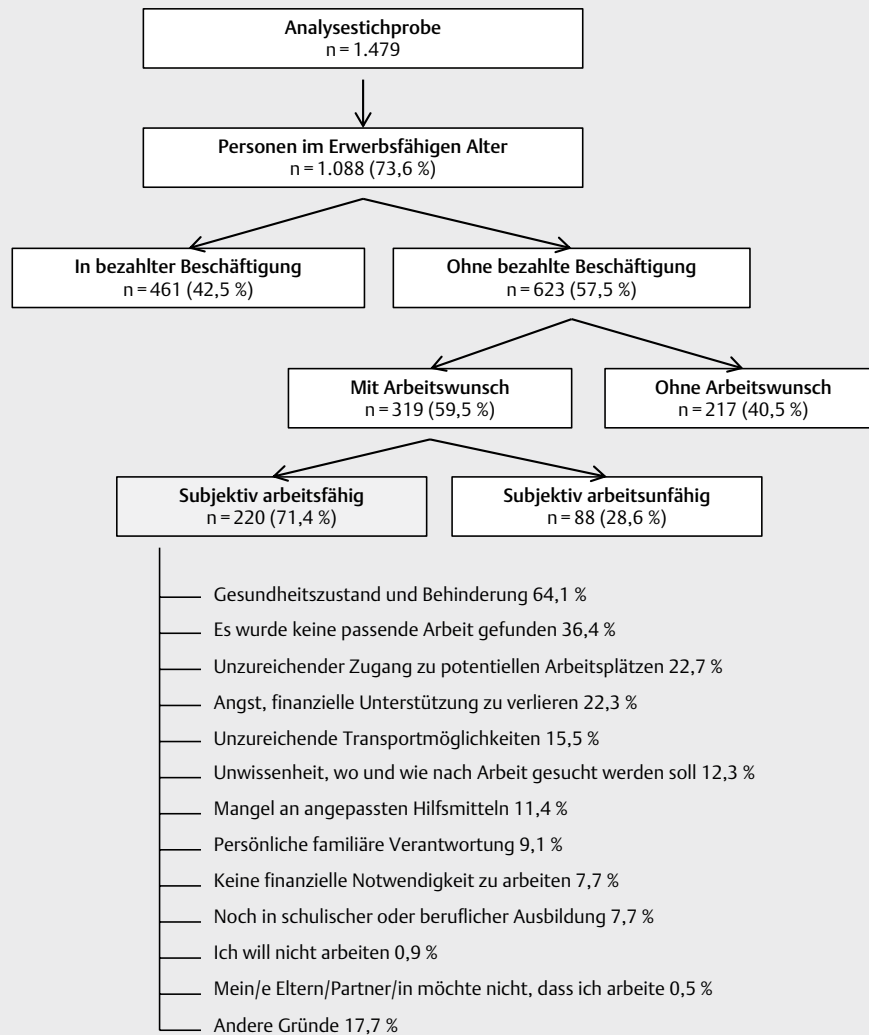 Analysestichprobe
n = 1.479
Personen im Erwerbsfähigen Alter
n = 1.088 (73,6 %)
In bezahlter Beschäftigung
n = 461 (42,5 %)
Ohne bezahlte Beschäftigung
n = 623 (57,5 %)
Mit Arbeitswunsch
n = 319 (59,5 %)
Ohne Arbeitswunsch
n = 217 (40,5 %)
Subjektiv arbeitsfähig
n = 220 (71,4 %)
Subjektiv arbeitsunfähig
n = 88 (28,6 %)
Gesundheitszustand und Behinderung 64,1 %
Es wurde keine passende Arbeit gefunden 36,4 %
Unzureichender Zugang zu potentiellen Arbeitsplätzen 22,7 %
Angst, finanzielle Unterstützung zu verlieren 22,3 %
Unzureichende Transportmöglichkeiten 15,5 %
Unwissenheit, wo und wie nach Arbeit gesucht werden soll 12,3 %
Mangel an angepassten Hilfsmitteln 11,4 %
Persönliche familiäre Verantwortung 9,1 %
Keine finanzielle Notwendigkeit zu arbeiten 7,7 %
Noch in schulischer oder beruflicher Ausbildung 7,7 %
Ich will nicht arbeiten 0,9 %
Mein/e Eltern/Partner/in möchte nicht, dass ich arbeite 0,5 %
Andere Gründe 17,7 %